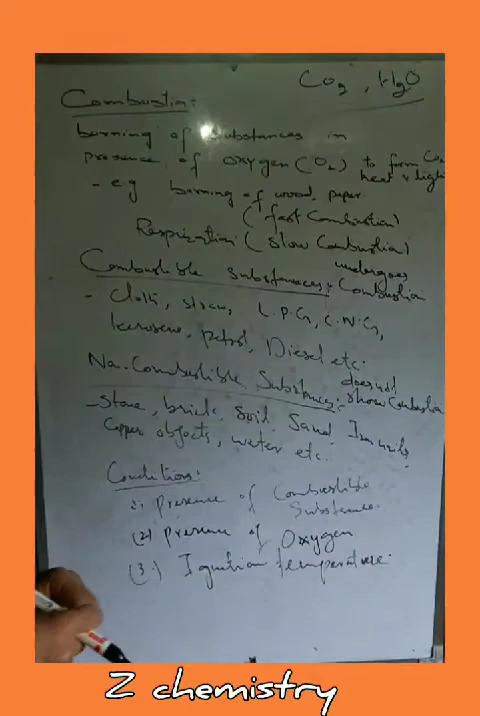 CO2, H2O
Combustion:
burning of substances in
presence of oxygen (O2) to form CO2
heat & light
- e.g burning of wood, paper
(fast Combustion)
Respiration (slow Combustion)
Combustible substances: undergoes
Combustion
- Cloth, straw, L.P.G, C.N.G,
kerosene, petrol, Diesel etc.
Non-Combustible Substances: does not
show Combustion
- stone, brick, soil, Sand, Iron nails,
Copper objects, water etc..
Conditions:
1) Presence of Combustible
Substances.
(2) Presence of Oxygen
(3.) Ignition temperature.
Z chemistry